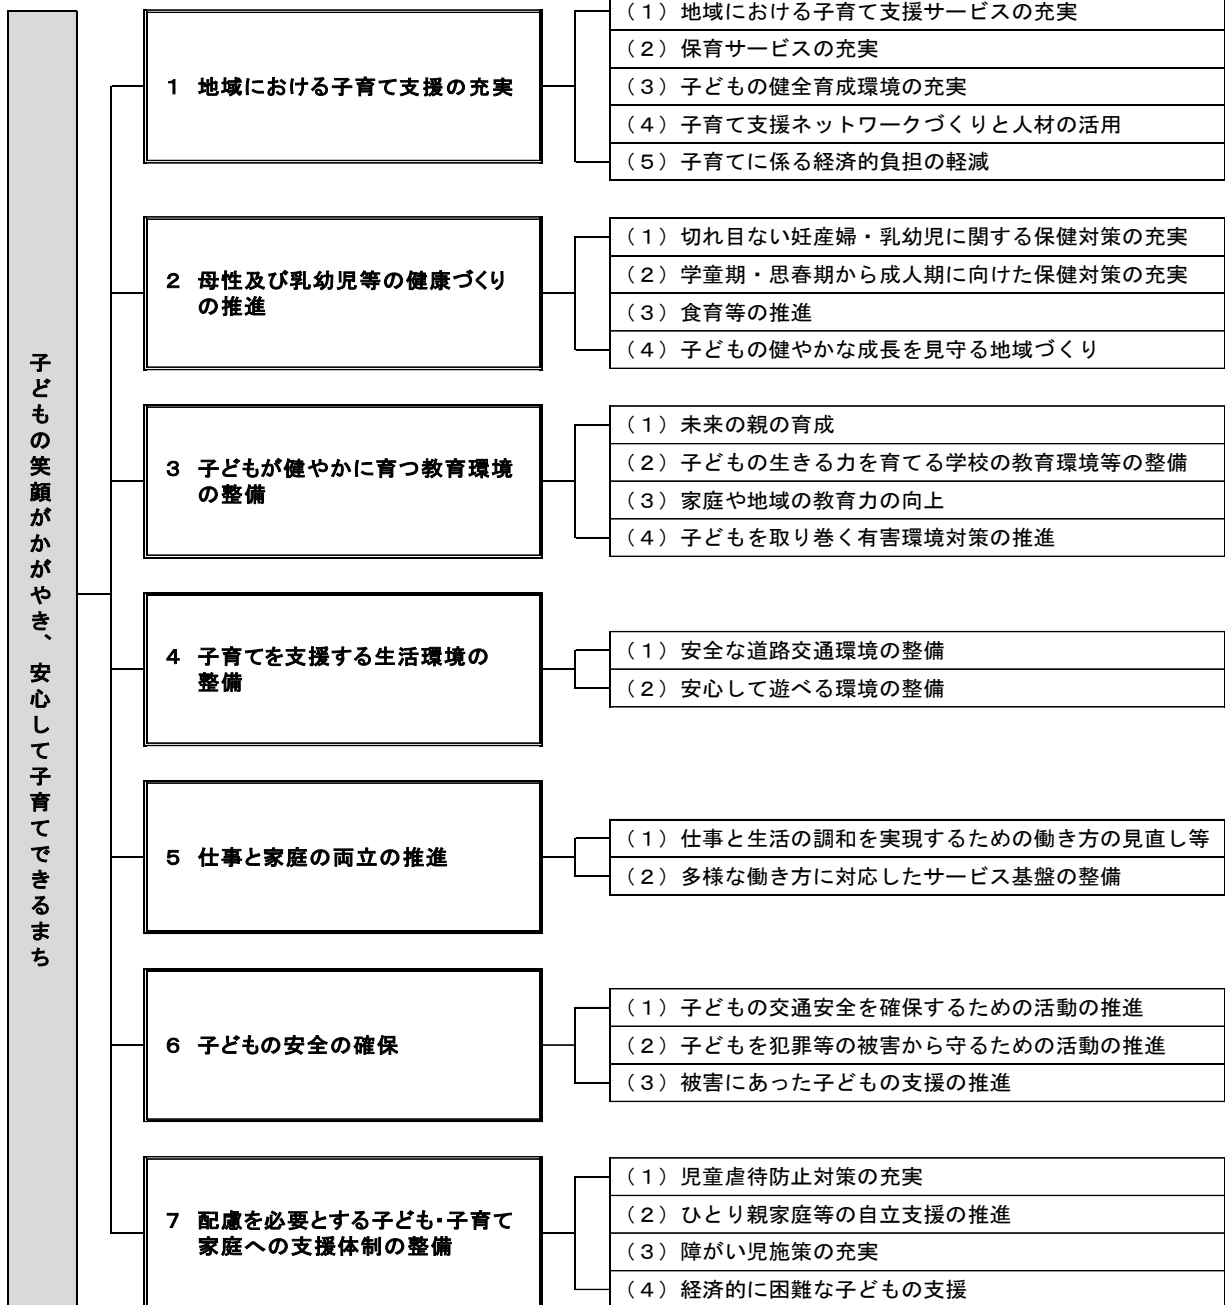 子どもの笑顔がかがやき、安心して子育てできるまち
1 地域における子育て支援の充実
（1）地域における子育て支援サービスの充実
（2）保育サービスの充実
（3）子どもの健全育成環境の充実
（4）子育て支援ネットワークづくりと人材の活用
（5）子育てに係る経済的負担の軽減
2 母性及び乳幼児等の健康づくり
の推進
（1）切れ目ない妊産婦・乳幼児に関する保健対策の充実
（2）学童期・思春期から成人期に向けた保健対策の充実
（3）食育等の推進
（4）子どもの健やかな成長を見守る地域づくり
3 子どもが健やかに育つ教育環境
の整備
（1）未来の親の育成
（2）子どもの生きる力を育てる学校の教育環境等の整備
（3）家庭や地域の教育力の向上
（4）子どもを取り巻く有害環境対策の推進
4 子育てを支援する生活環境の
整備
（1）安全な道路交通環境の整備
（2）安心して遊べる環境の整備
5 仕事と家庭の両立の推進
（1）仕事と生活の調和を実現するための働き方の見直し等
（2）多様な働き方に対応したサービス基盤の整備
6 子どもの安全の確保
（1）子どもの交通安全を確保するための活動の推進
（2）子どもを犯罪等の被害から守るための活動の推進
（3）被害にあった子どもの支援の推進
7 配慮を必要とする子ども・子育て
家庭への支援体制の整備
（1）児童虐待防止対策の充実
（2）ひとり親家庭等の自立支援の推進
（3）障がい児施策の充実
（4）経済的に困難な子どもの支援